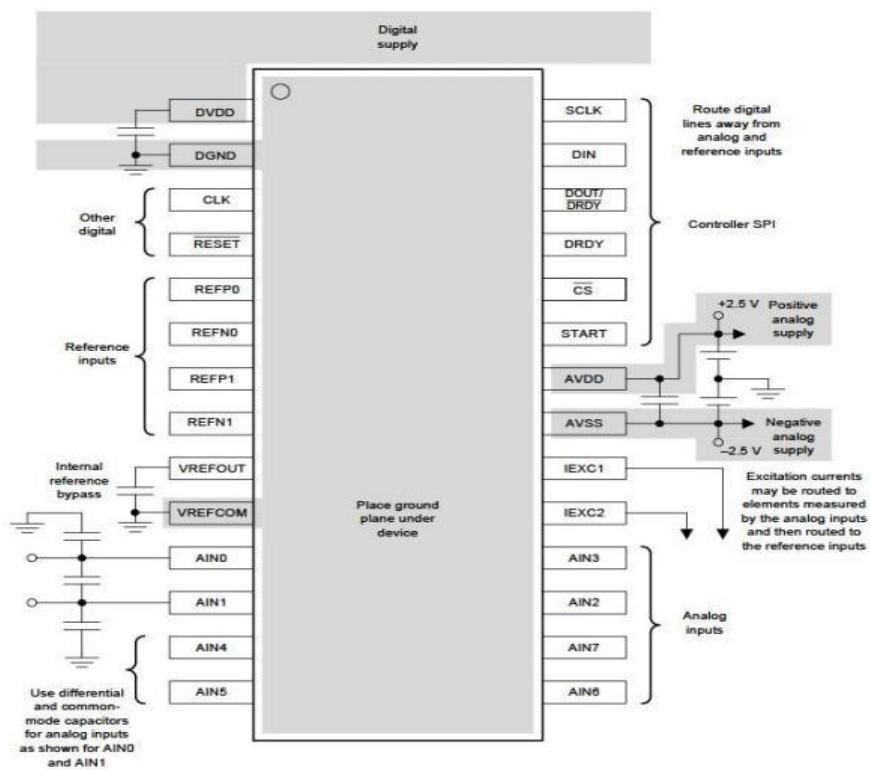 Digital
supply
DVDD
DGND
CLK
RESET
Other
digital
REFP0
REFN0
REFP1
REFN1
Reference
inputs
Internal
reference
bypass
VREFOUT
VREFCOM
AIN0
AIN1
AIN4
AIN5
Use differential
and common-
mode capacitors
for analog inputs
as shown for AIN0
and AIN1
Place ground
plane under
device
SCLK
DIN
DOUT/
DRDY
DRDY
CS
START
Route digital
lines away from
analog and
reference inputs
Controller SPI
+2.5 V
Positive
analog
supply
AVDD
AVSS
Negative
analog
supply
–2.5 V
IEXC1
IEXC2
Excitation currents
may be routed to
elements measured
by the analog inputs
and then routed to
the reference inputs
AIN3
AIN2
AIN7
AIN6
Analog
inputs